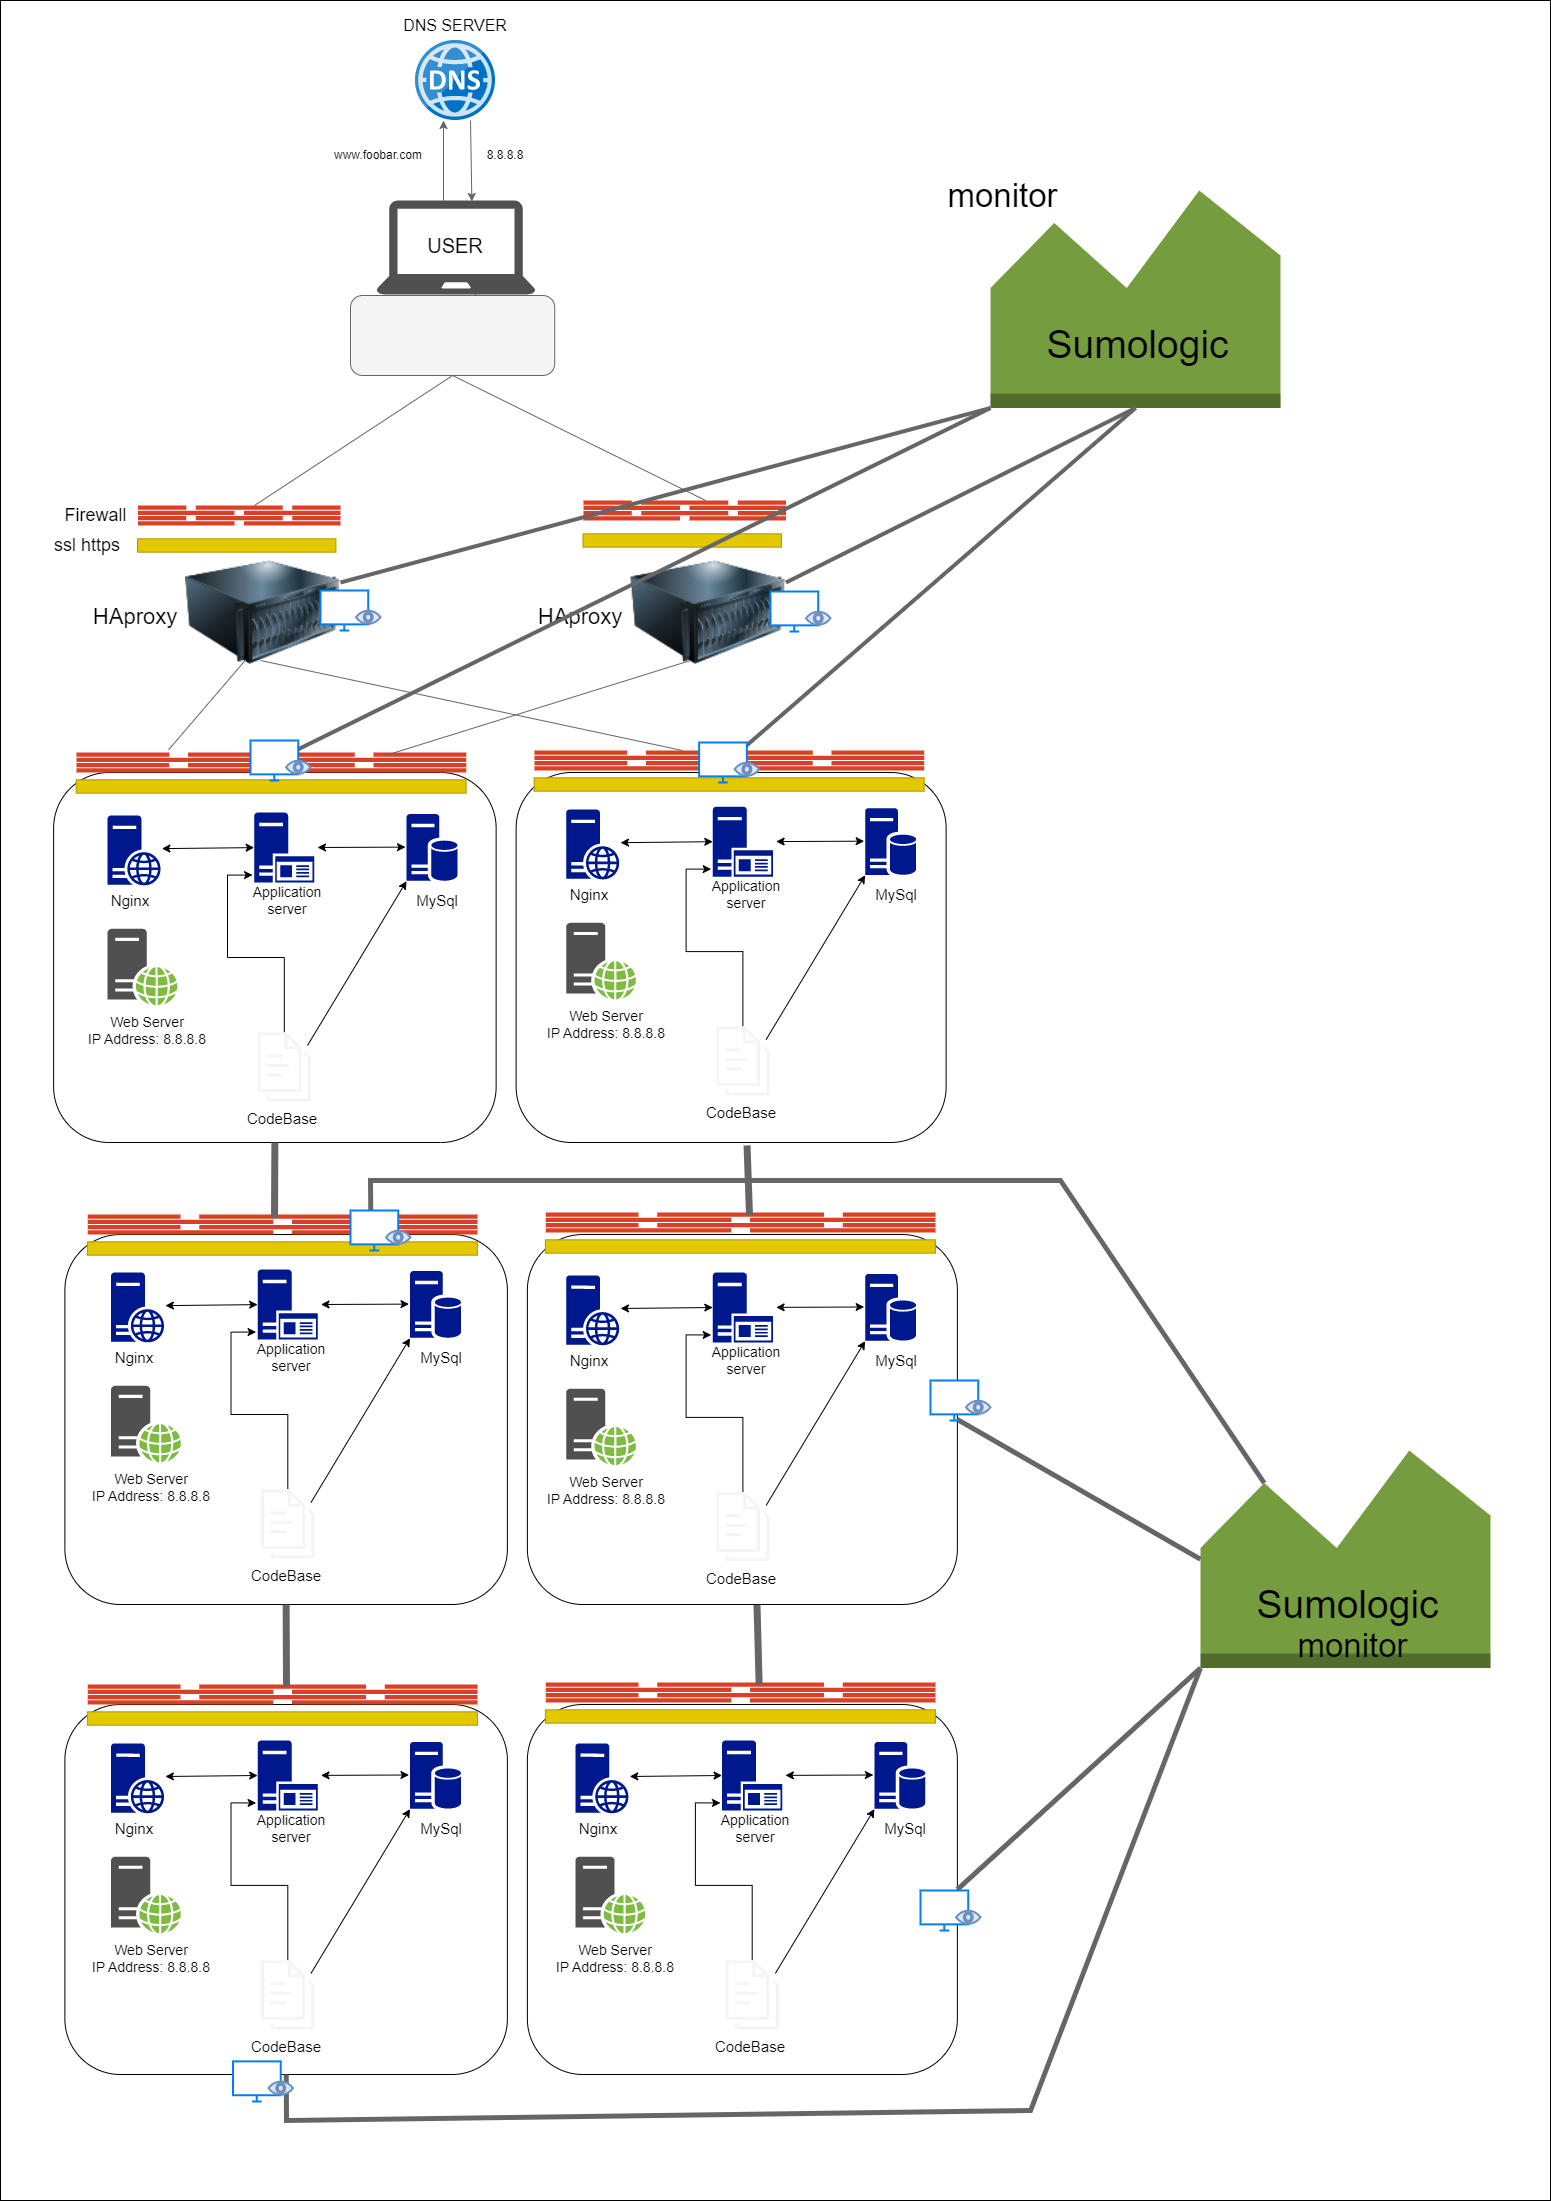 DNS SERVER
DNS
www.foobar.com
8.8.8.8
monitor
USER
Sumologic
Firewall
ssl https
HAproxy
HAproxy
Nginx
Application
server
MySql
Web Server
IP Address: 8.8.8.8
CodeBase
Nginx
Application
server
MySql
Web Server
IP Address: 8.8.8.8
CodeBase
Nginx
Application
server
MySql
Web Server
IP Address: 8.8.8.8
CodeBase
Nginx
Application
server
MySql
Web Server
IP Address: 8.8.8.8
CodeBase
Sumologic
monitor
Nginx
Application
server
MySql
Web Server
IP Address: 8.8.8.8
CodeBase
Nginx
Application
server
MySql
Web Server
IP Address: 8.8.8.8
CodeBase